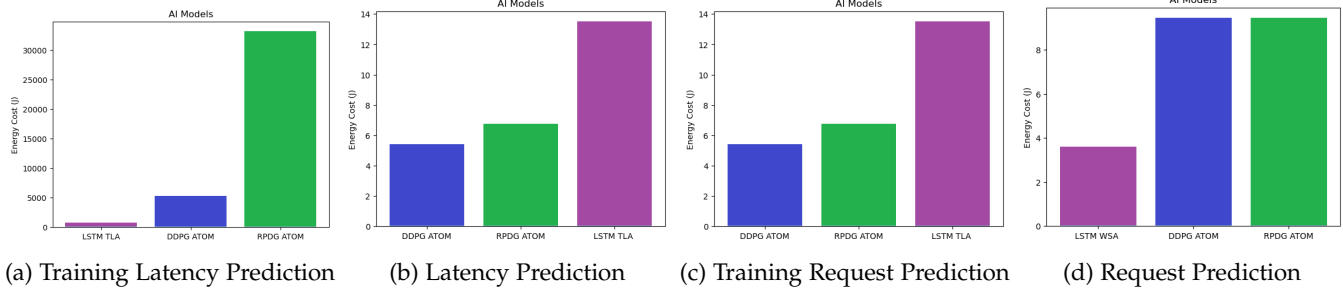 AI Models
Energy Cost (J)
30000
25000
20000
15000
10000
5000
0
LSTM TLA DDPG ATOM RPDG ATOM
(a) Training Latency Prediction
AI Models
Energy Cost (J)
14
12
10
8
6
4
2
0
DDPG ATOM RPDG ATOM LSTM TLA
(b) Latency Prediction
AI Models
Energy Cost (J)
14
12
10
8
6
4
2
0
DDPG ATOM RPDG ATOM LSTM TLA
(c) Training Request Prediction
AI Models
Energy Cost (J)
8
6
4
2
0
LSTM WSA DDPG ATOM RPDG ATOM
(d) Request Prediction